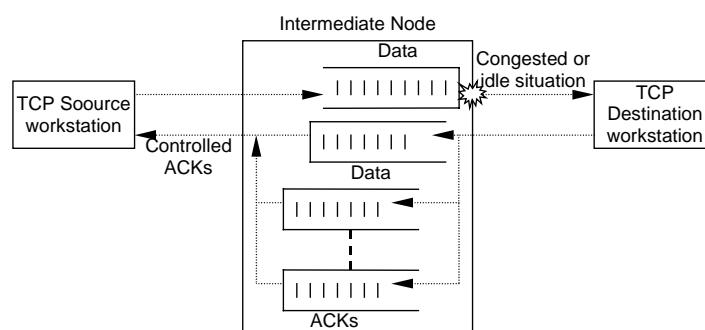 Intermediate Node
Data
Congested or
idle situation
TCP Soource
workstation
TCP
Destination
workstation
Controlled
ACKs
Data
ACKs